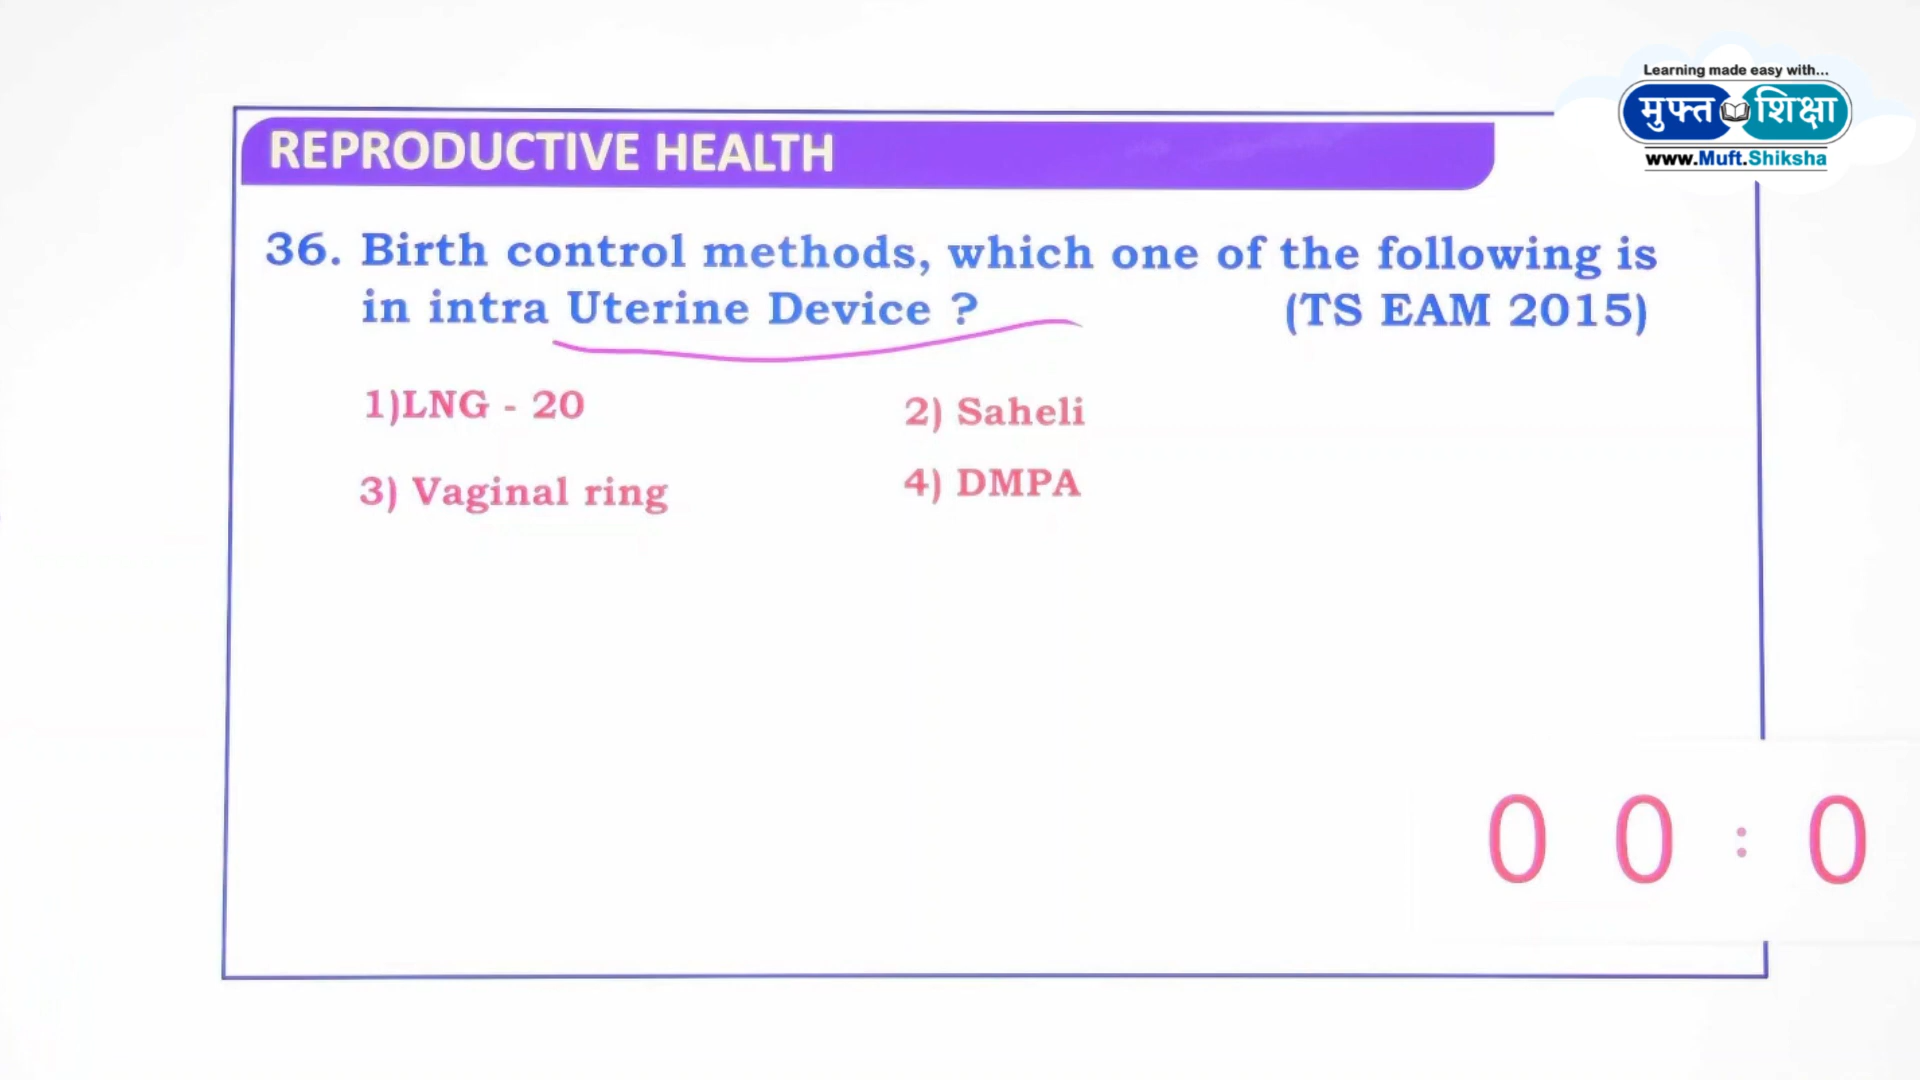 Learning made easy with...
मुफ्त शिक्षा
www.Muft.Shiksha
REPRODUCTIVE HEALTH
36. Birth control methods, which one of the following is
in intra Uterine Device ? (TS EAM 2015)
1)LNG - 20 2) Saheli
3) Vaginal ring 4) DMPA
0 0 : 0